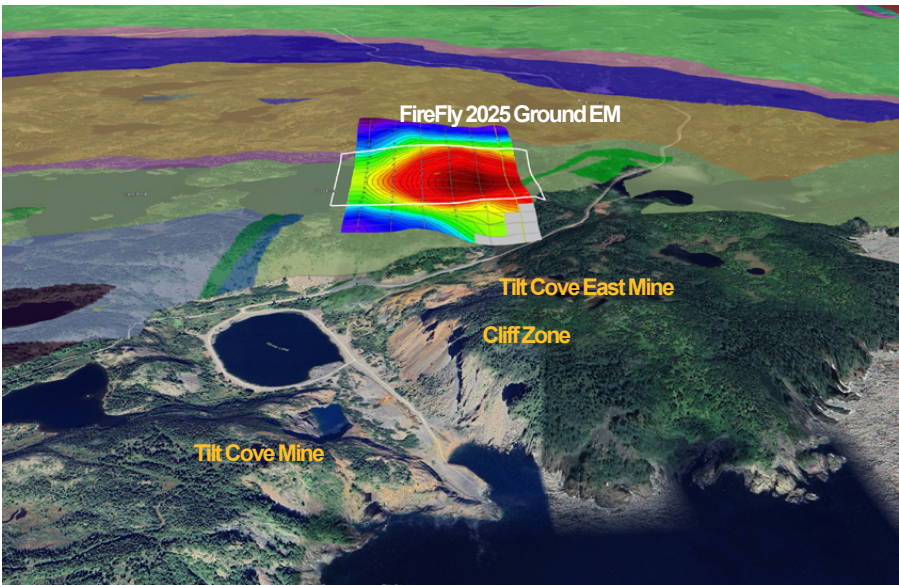 FireFly 2025 Ground EM
Tilt Cove East Mine
Cliff Zone
Tilt Cove Mine